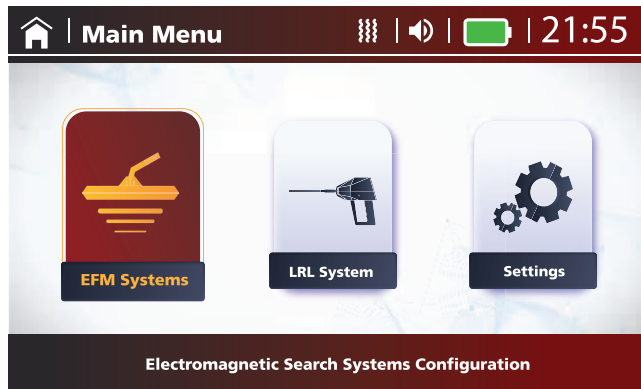 Main Menu 21:55
EFM Systems
LRL System
Settings
Electromagnetic Search Systems Configuration